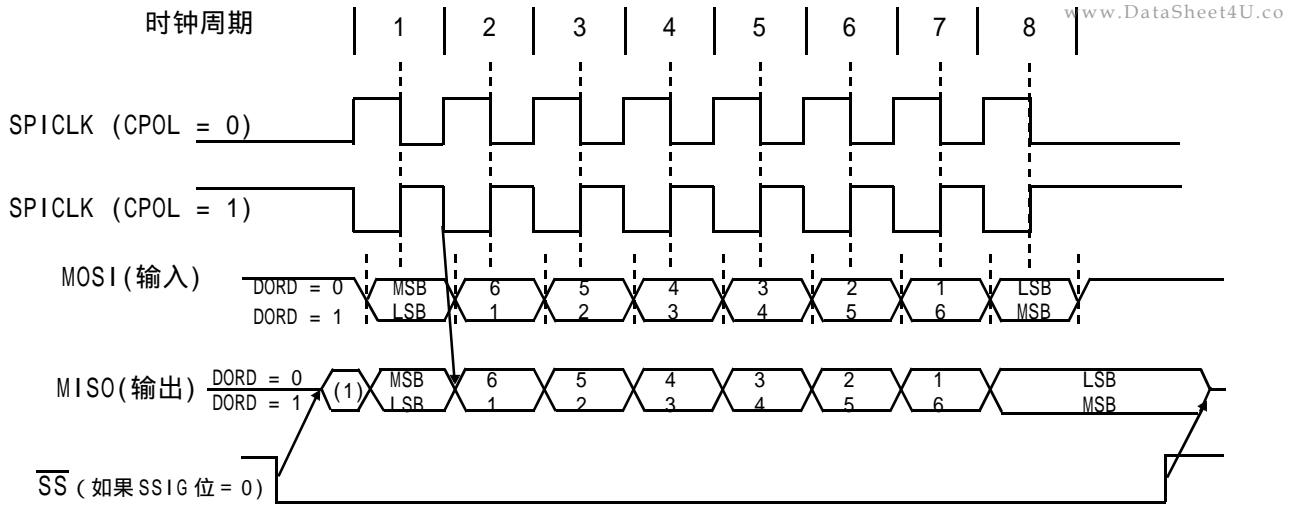 www.DataSheet4U.co
时钟周期 1 2 3 4 5 6 7 8
SPICLK (CPOL = 0)
SPICLK (CPOL = 1)
MOSI(输入)
DORD = 0 MSB 6 5 4 3 2 1 LSB
DORD = 1 LSB 1 2 3 4 5 6 MSB
MISO(输出)
DORD = 0 (1) MSB 6 5 4 3 2 1 LSB
DORD = 1 LSB 1 2 3 4 5 6 MSB
SS (如果SSIG位=0)